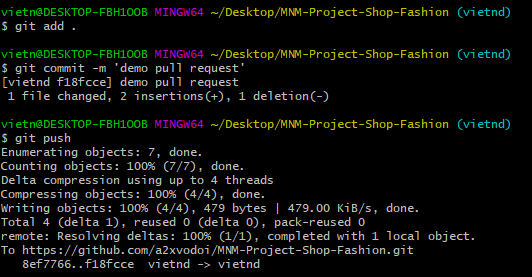 vietn@DESKTOP-FBH1OOB MINGW64 ~/Desktop/MNM-Project-Shop-Fashion (vietnd)
$ git add .
vietn@DESKTOP-FBH1OOB MINGW64 ~/Desktop/MNM-Project-Shop-Fashion (vietnd)
$ git commit -m 'demo pull request'
[vietnd f18fcce] demo pull request
 1 file changed, 2 insertions(+), 1 deletion(-)
vietn@DESKTOP-FBH1OOB MINGW64 ~/Desktop/MNM-Project-Shop-Fashion (vietnd)
$ git push
Enumerating objects: 7, done.
Counting objects: 100% (7/7), done.
Delta compression using up to 4 threads
Compressing objects: 100% (4/4), done.
Writing objects: 100% (4/4), 479 bytes | 479.00 KiB/s, done.
Total 4 (delta 1), reused 0 (delta 0), pack-reused 0
remote: Resolving deltas: 100% (1/1), completed with 1 local object.
To https://github.com/a2xvodoi/MNM-Project-Shop-Fashion.git
   8ef7766..f18fcce  vietnd -> vietnd